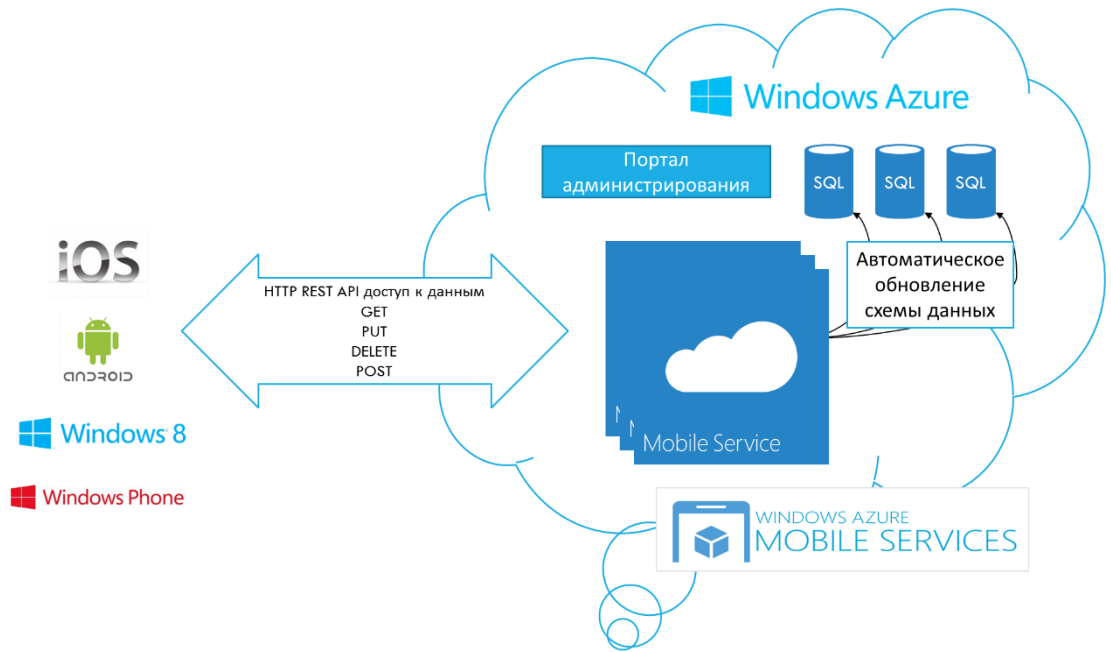 Windows Azure
Портал
администрирования
SQL
SQL
SQL
Автоматическое
обновление
схемы данных
iOS
HTTP REST API доступ к данным
GET
PUT
DELETE
POST
ANDROID
Windows 8
Windows Phone
Mobile Service
WINDOWS AZURE
MOBILE SERVICES